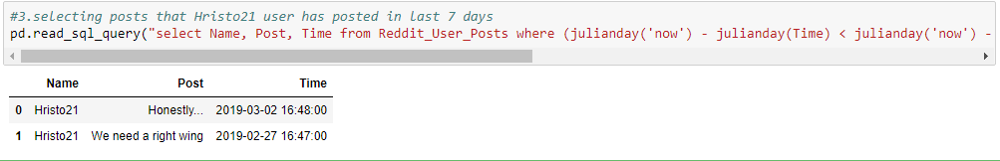 #3.selecting posts that Hristo21 user has posted in last 7 days
pd.read_sql_query("select Name, Post, Time from Reddit_User_Posts where (julianday('now') - julianday(Time) < julianday('now') -
Name Post Time
0 Hristo21 Honestly... 2019-03-02 16:48:00
1 Hristo21 We need a right wing 2019-02-27 16:47:00